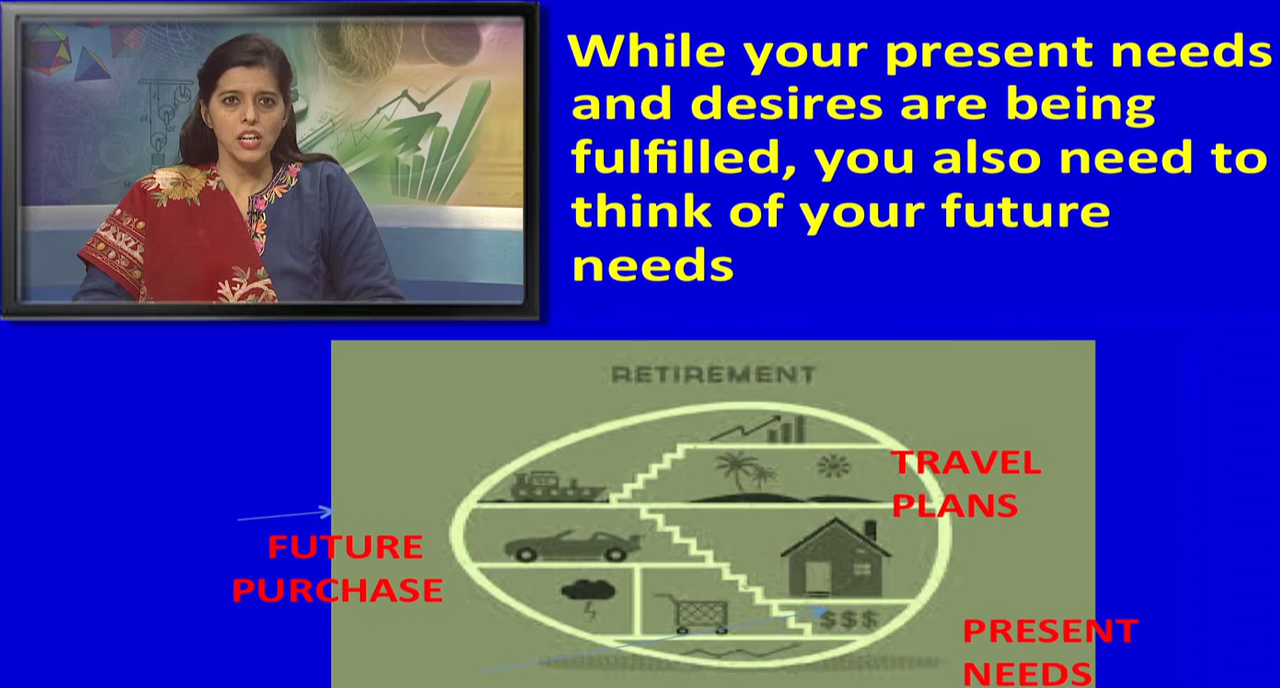 While your present needs
and desires are being
fulfilled, you also need to
think of your future
needs
RETIREMENT
TRAVEL
PLANS
FUTURE
PURCHASE
$$$
PRESENT
NEEDS